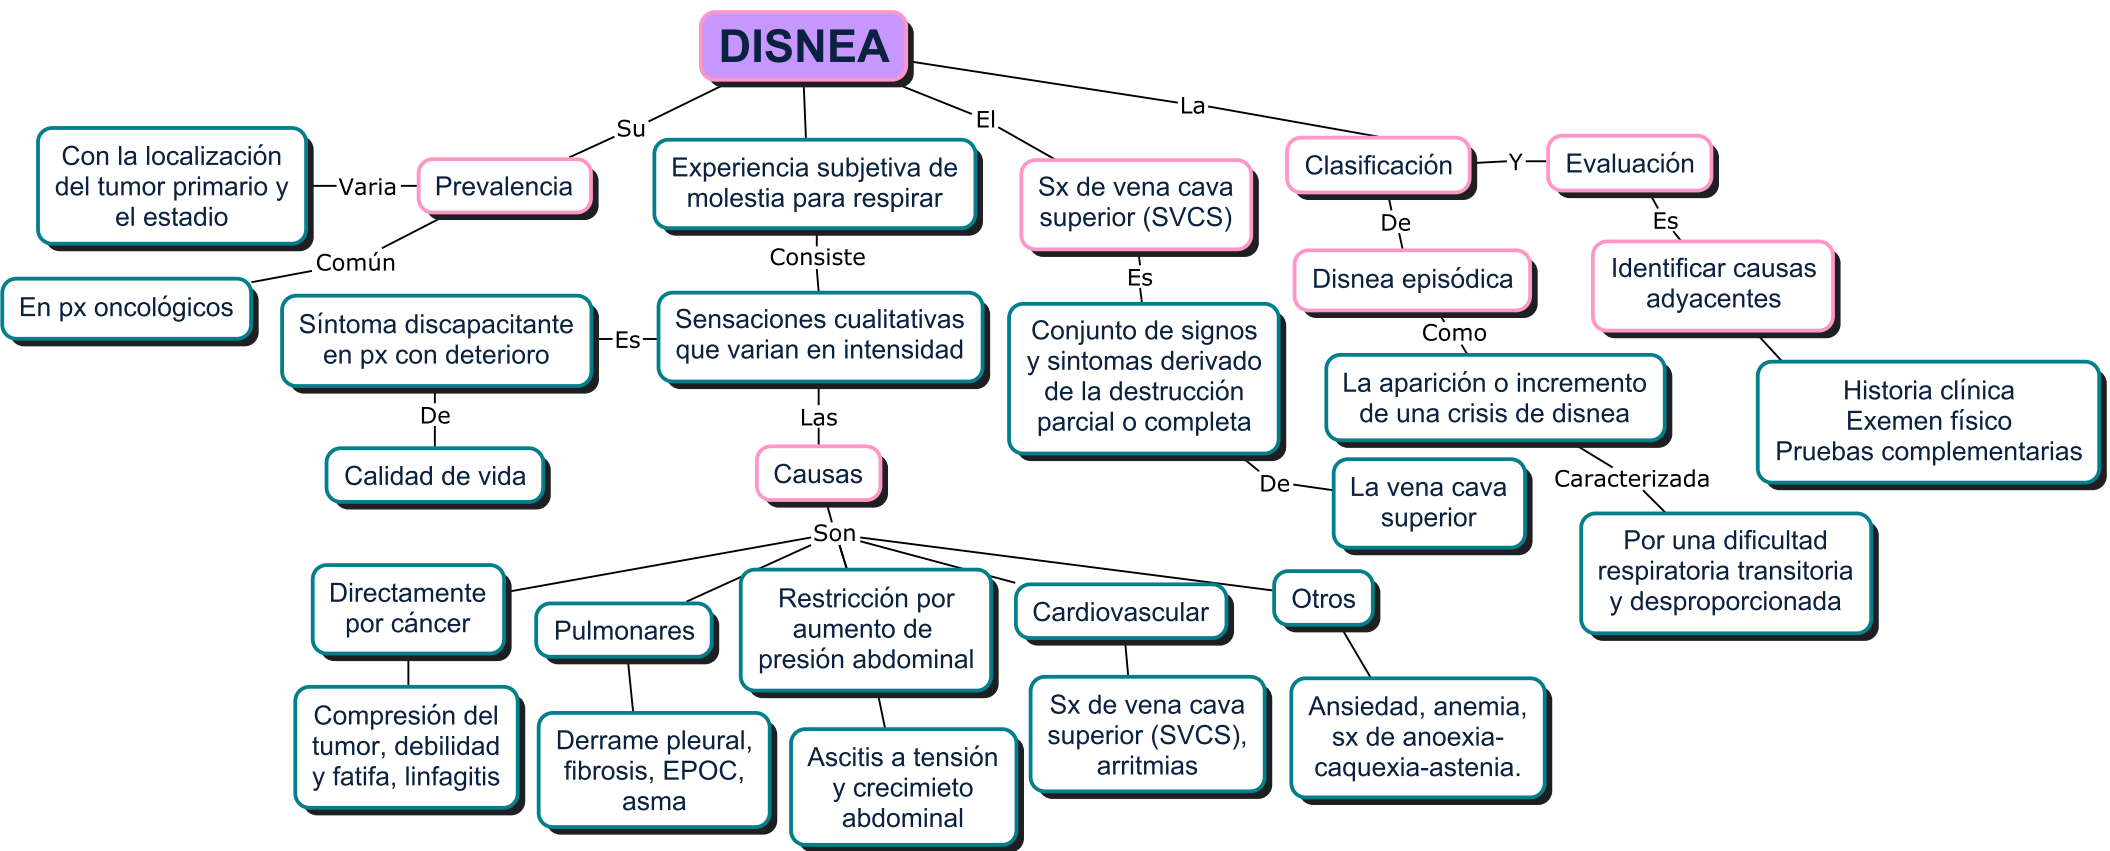 DISNEA
Su
El
La
Con la localización
del tumor primario y
el estadio
Varia
Prevalencia
Común
En px oncológicos
Experiencia subjetiva de
molestia para respirar
Consiste
Sensaciones cualitativas
que varian en intensidad
Es
Síntoma discapacitante
en px con deterioro
De
Calidad de vida
Las
Causas
Son
Directamente
por cáncer
Compresión del
tumor, debilidad
y fatifa, linfagitis
Pulmonares
Derrame pleural,
fibrosis, EPOC,
asma
Restricción por
aumento de
presión abdominal
Ascitis a tensión
y crecimieto
abdominal
Cardiovascular
Sx de vena cava
superior (SVCS),
arritmias
Otros
Ansiedad, anemia,
sx de anoexia-
caquexia-astenia.
Sx de vena cava
superior (SVCS)
Es
Conjunto de signos
y sintomas derivado
de la destrucción
parcial o completa
De
La vena cava
superior
Clasificación
Y
Evaluación
De
Disnea episódica
Como
La aparición o incremento
de una crisis de disnea
Caracterizada
Por una dificultad
respiratoria transitoria
y desproporcionada
Es
Identificar causas
adyacentes
Historia clínica
Exemen físico
Pruebas complementarias